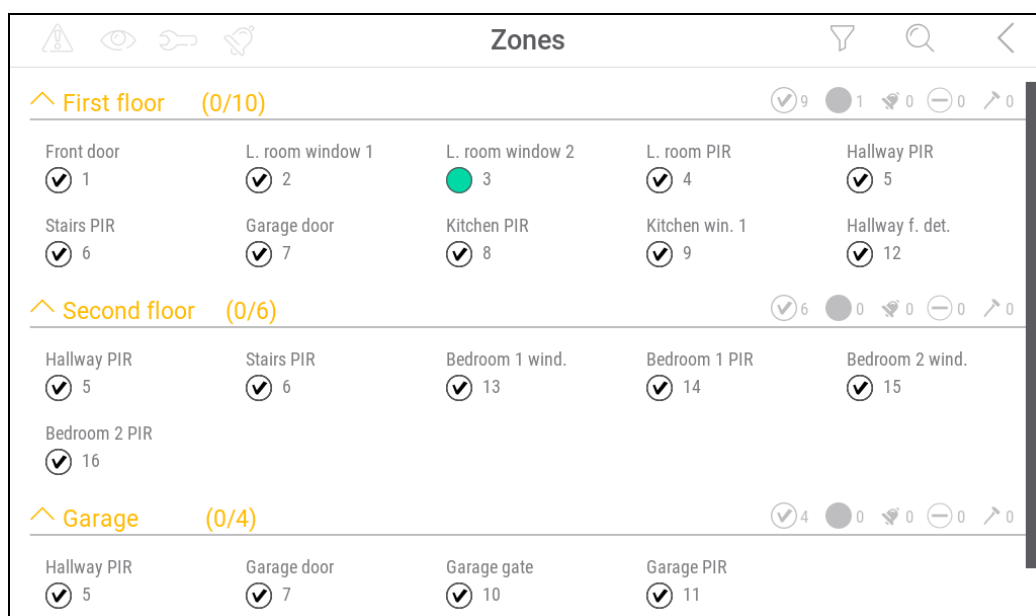 Zones
First floor (0/10) 9 1 0 0 0
Front door L. room window 1 L. room window 2 L. room PIR Hallway PIR
1 2 3 4 5
Stairs PIR Garage door Kitchen PIR Kitchen win. 1 Hallway f. det.
6 7 8 9 12
Second floor (0/6) 6 0 0 0 0
Hallway PIR Stairs PIR Bedroom 1 wind. Bedroom 1 PIR Bedroom 2 wind.
5 6 13 14 15
Bedroom 2 PIR
16
Garage (0/4) 4 0 0 0 0
Hallway PIR Garage door Garage gate Garage PIR
5 7 10 11